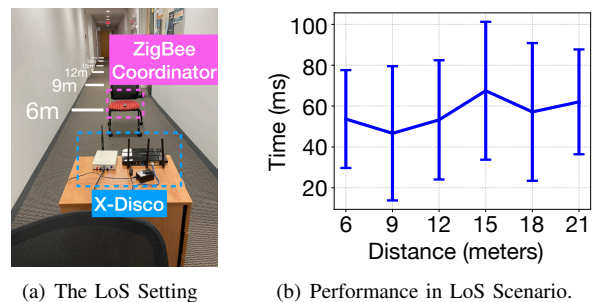 ZigBee
Coordinator
12m
9m
6m
X-Disco
(a) The LoS Setting
Time (ms)
100
80
60
40
20
6 9 12 15 18 21
Distance (meters)
(b) Performance in LoS Scenario.